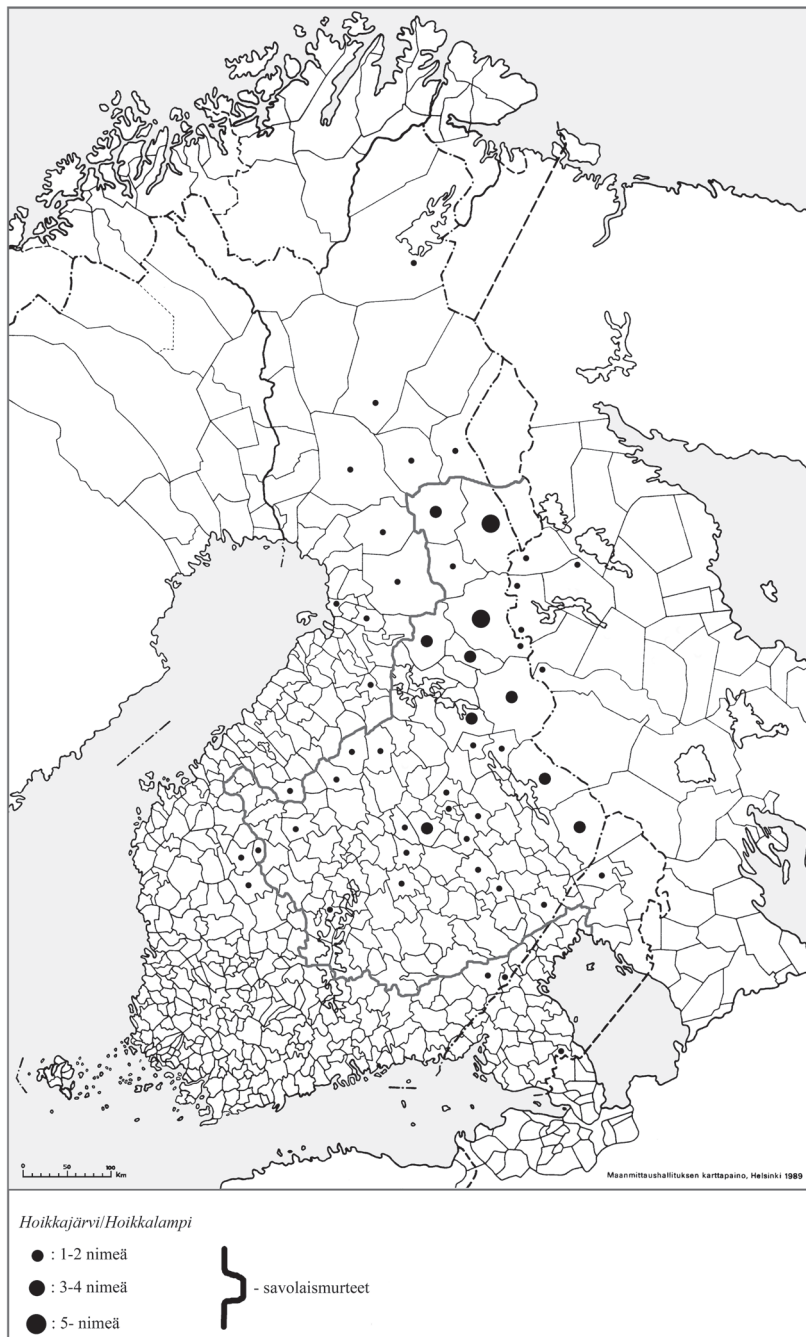 0 50 100
Km
Maanmittaushallituksen karttapaino, Helsinki 1989
Hoikkajärvi/Hoikkalampi
: 1-2 nimeä
: 3-4 nimeä
- savolaismurteet
: 5- nimeä